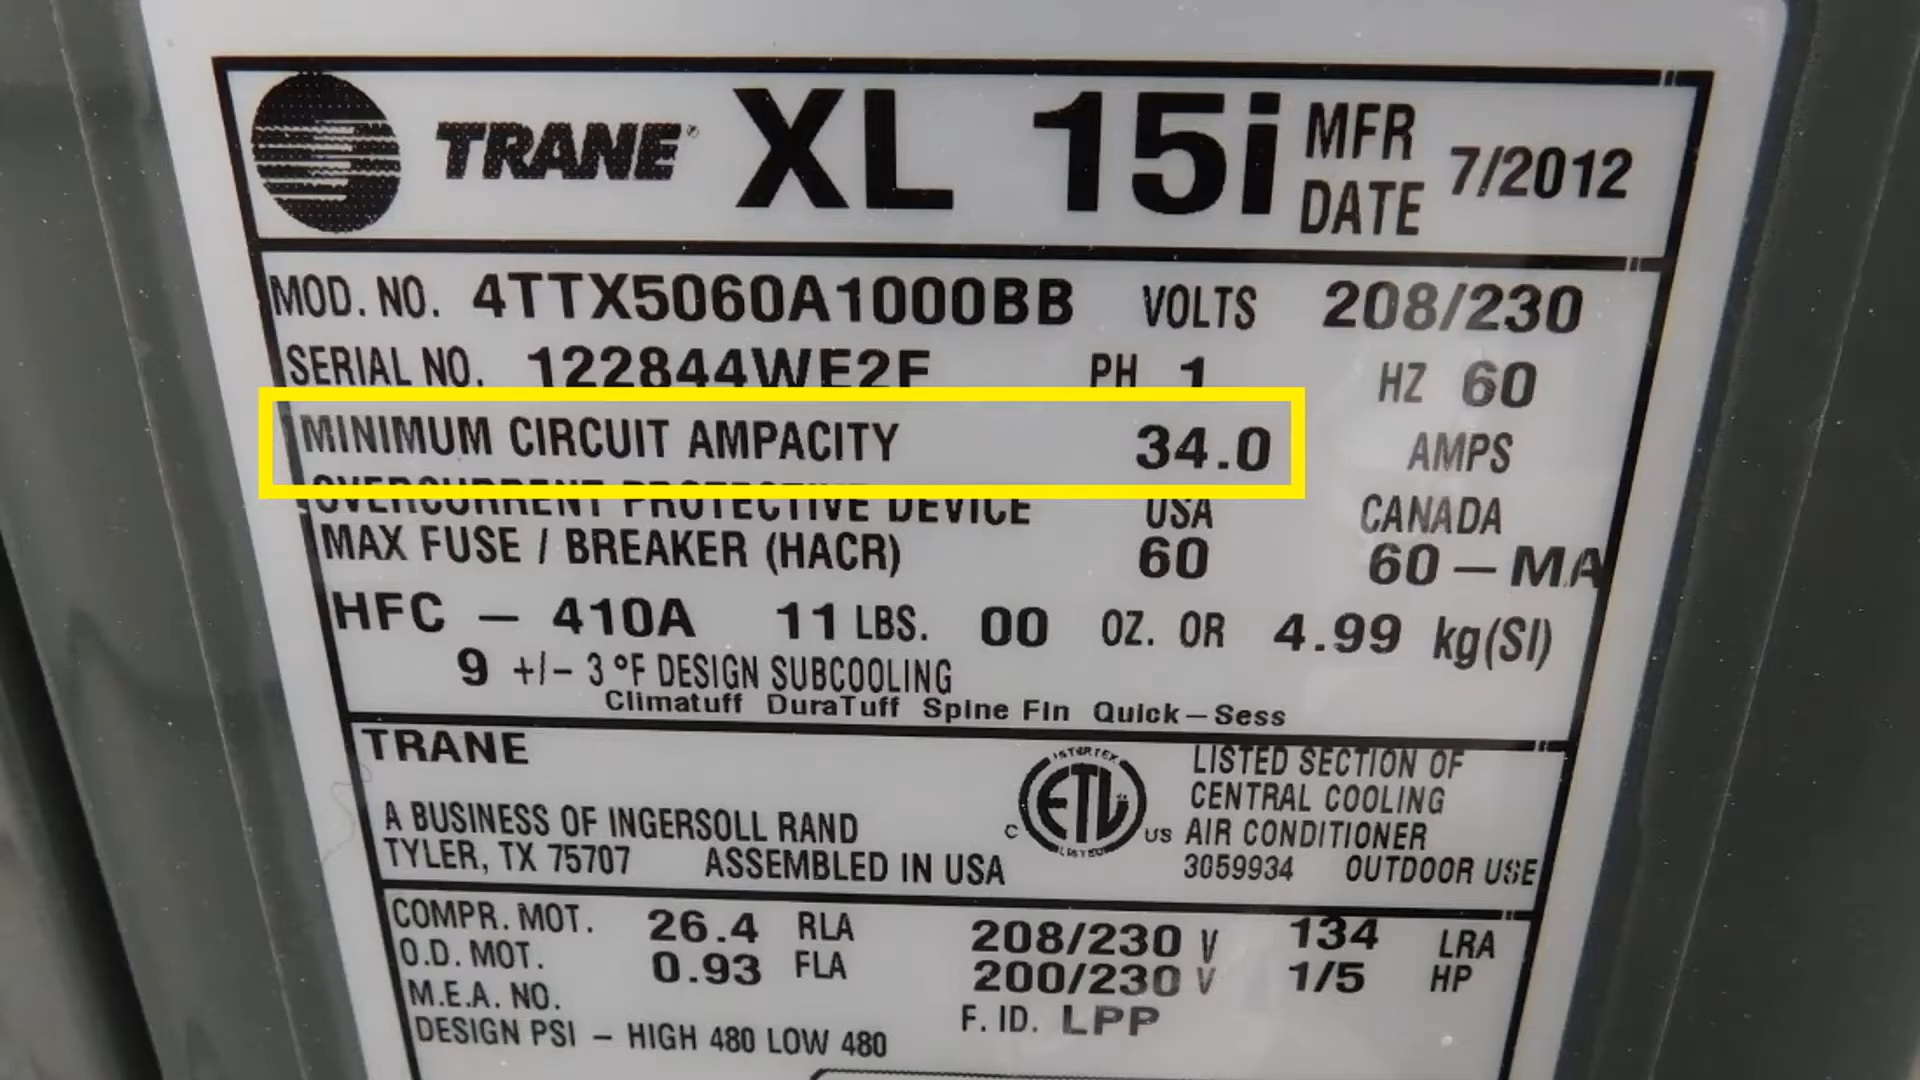 TRANE XL 15i MFR DATE 7/2012
MOD. NO. 4TTX5060A1000BB VOLTS 208/230
SERIAL NO. 122844WE2F PH 1 HZ 60
MINIMUM CIRCUIT AMPACITY 34.0 AMPS
OVERCURRENT PROTECTIVE DEVICE USA CANADA
MAX FUSE / BREAKER (HACR) 60 60 – MA
HFC – 410A 11 LBS. 00 OZ. OR 4.99 kg(SI)
9 +/– 3 ºF DESIGN SUBCOOLING
Climatuff DuraTuff Spine Fin Quick–Sess
TRANE
A BUSINESS OF INGERSOLL RAND
TYLER, TX 75707 ASSEMBLED IN USA
INTERTEK
C ETL US
LISTED
LISTED SECTION OF
CENTRAL COOLING
AIR CONDITIONER
3059934 OUTDOOR USE
COMPR. MOT. 26.4 RLA 208/230 V 134 LRA
O.D. MOT. 0.93 FLA 200/230 V 1/5 HP
M.E.A. NO. F. ID. LPP
DESIGN PSI – HIGH 480 LOW 480